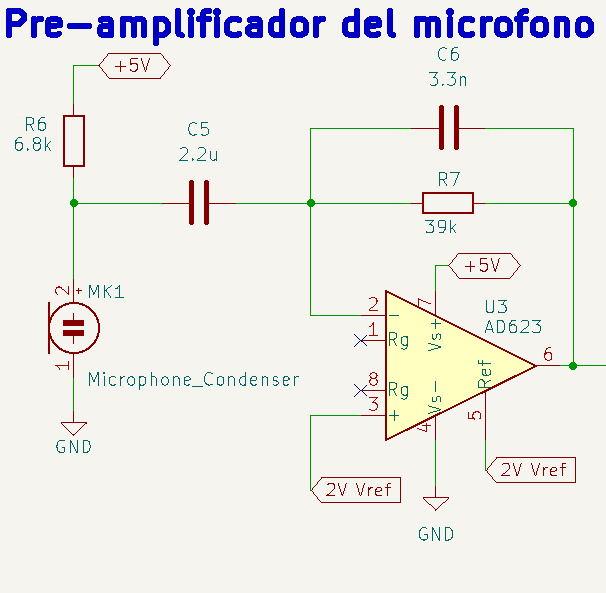 Pre-amplificador del microfono
+5V
C6
3.3n
R6
6.8k
C5
2.2u
R7
39k
+5V
2
+
MK1
1
Microphone_Condenser
GND
7
U3
AD623
2
-
Vs+
1
Rg
6
8
Rg
Ref
3
+
Vs-
4
5
2V Vref
2V Vref
GND